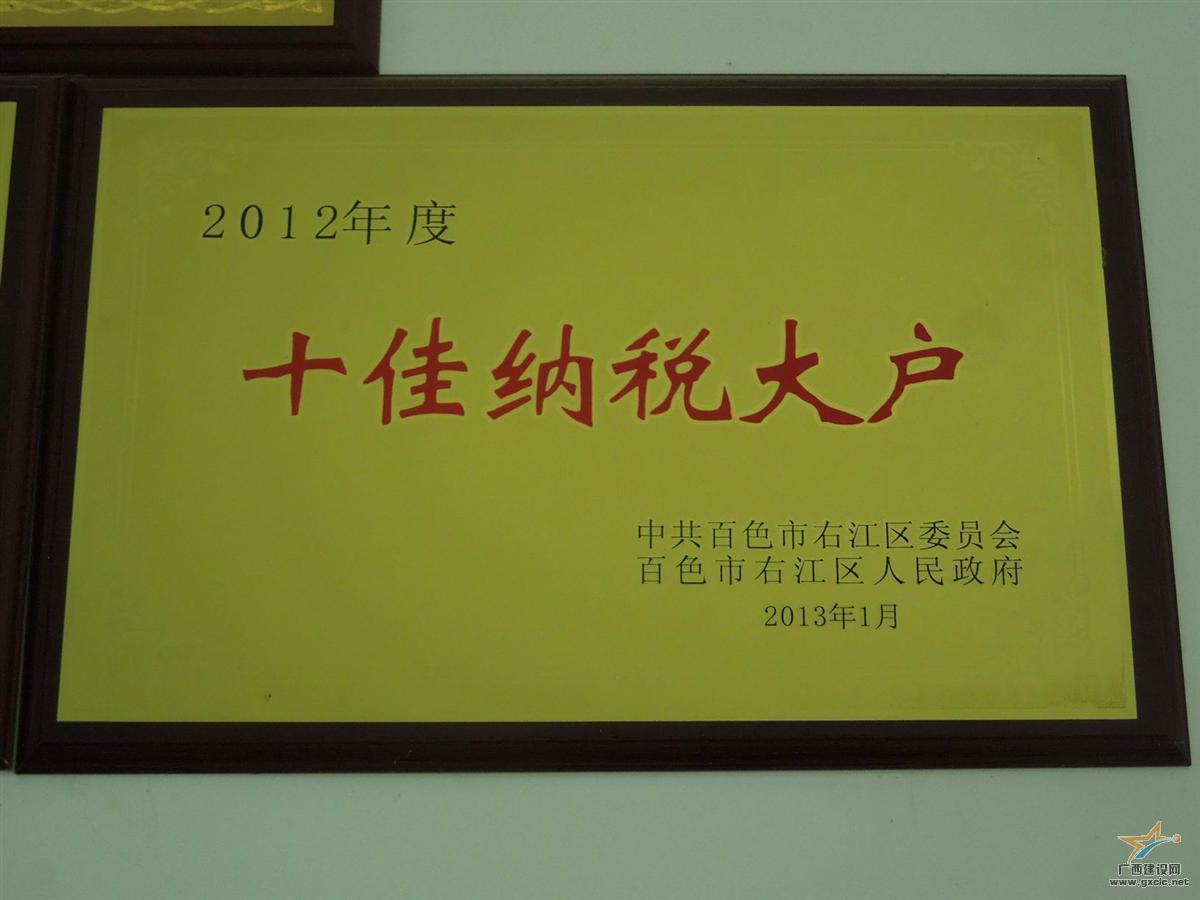 2012年度
十佳纳税大户
中共百色市右江区委员会
百色市右江区人民政府
2013年1月
广西建设网
www.gxcic.net